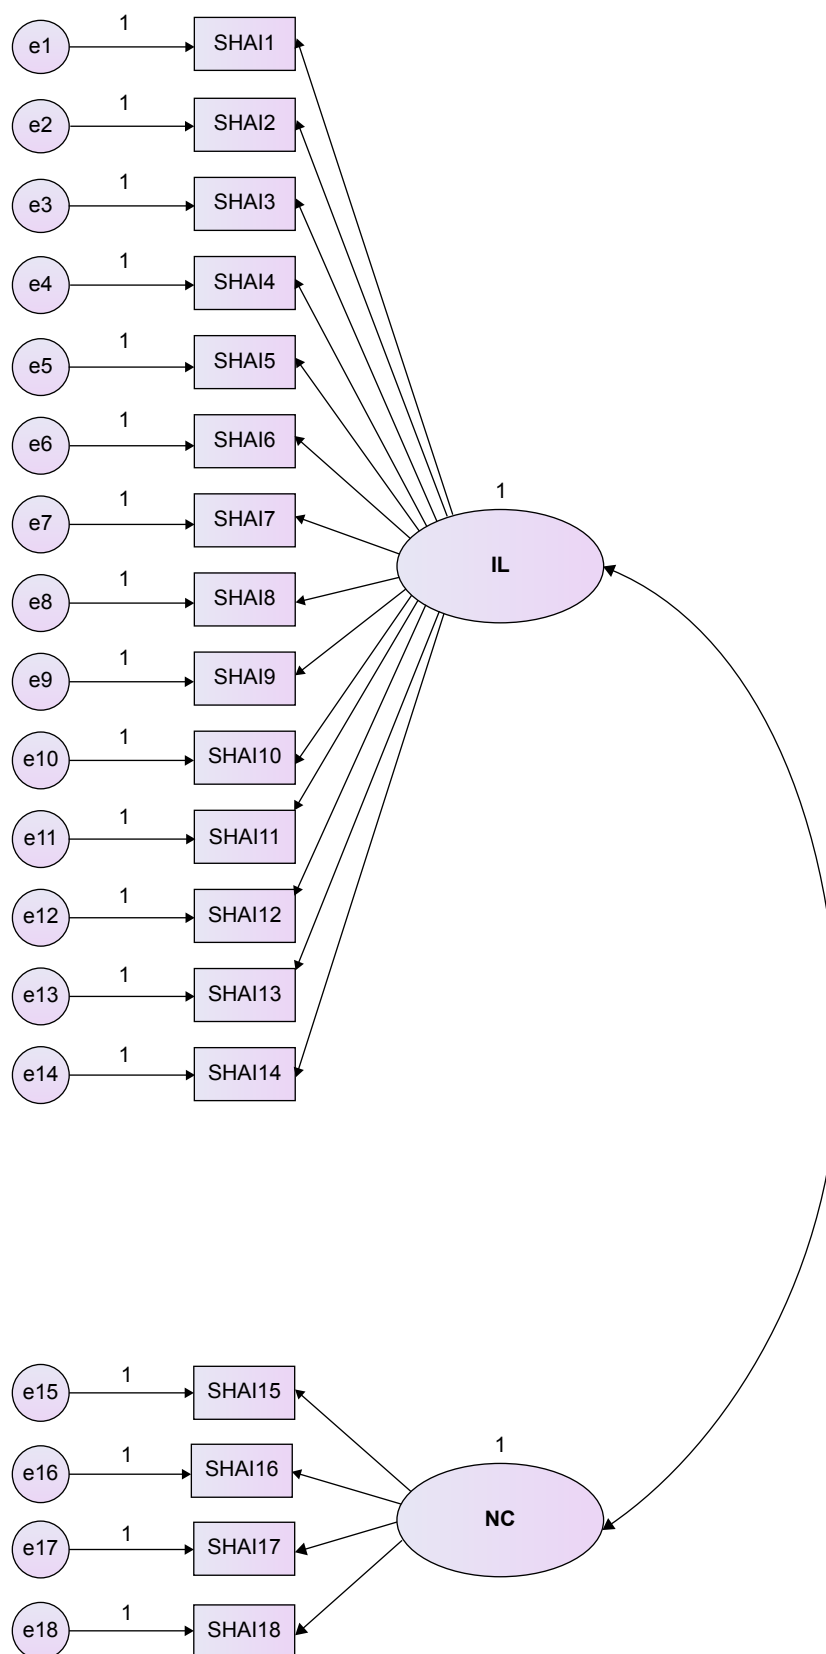 1
e1 SHAI1
1
e2 SHAI2
1
e3 SHAI3
1
e4 SHAI4
1
e5 SHAI5
1
e6 SHAI6
1
e7 SHAI7
1
IL
1
e8 SHAI8
1
e9 SHAI9
1
e10 SHAI10
1
e11 SHAI11
1
e12 SHAI12
1
e13 SHAI13
1
e14 SHAI14
1
e15 SHAI15
1
e16 SHAI16
1
NC
1
e17 SHAI17
1
e18 SHAI18